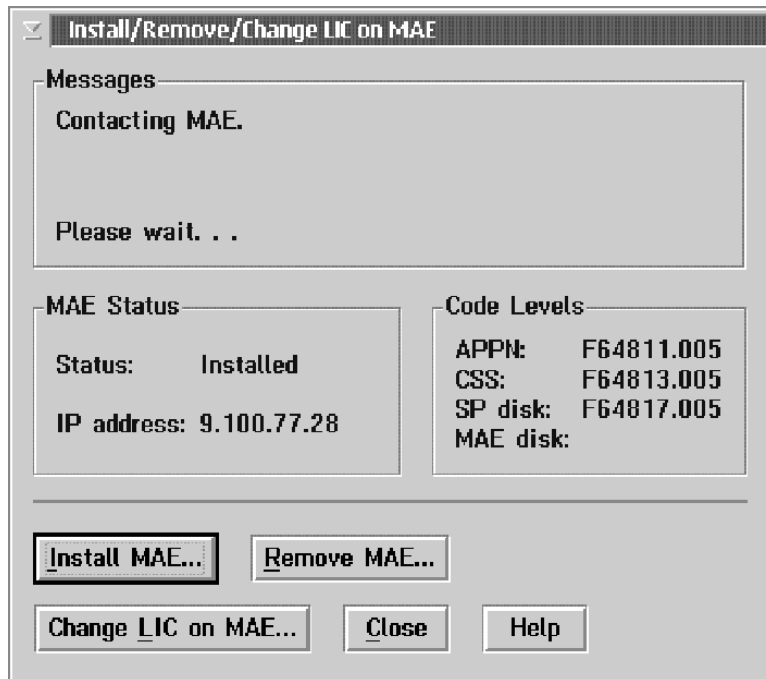 Install/Remove/Change LIC on MAE
Messages
Contacting MAE.
Please wait. . .
MAE Status
Status: Installed
IP address: 9.100.77.28
Code Levels
APPN: F64811.005
CSS: F64813.005
SP disk: F64817.005
MAE disk:
Install MAE...
Remove MAE...
Change LIC on MAE...
Close
Help